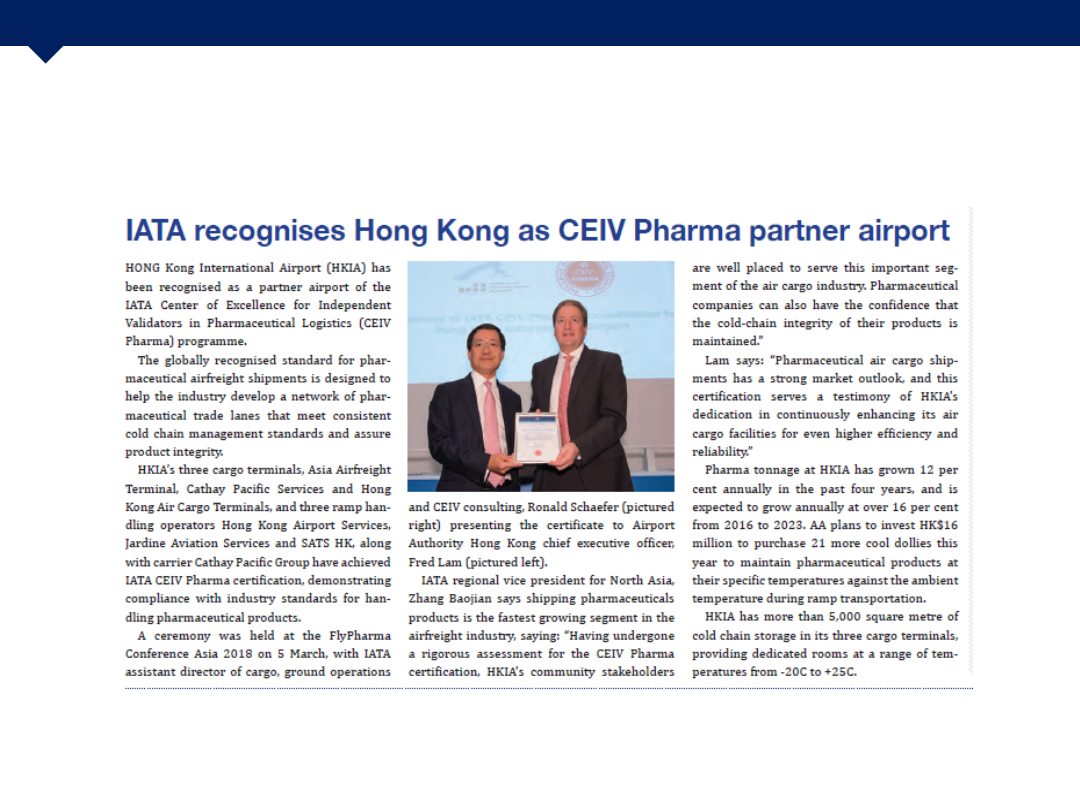 IATA recognises Hong Kong as CEIV Pharma partner airport
HONG Kong International Airport (HKIA) has
been recognised as a partner airport of the
IATA Center of Excellence for Independent
Validators in Pharmaceutical Logistics (CEIV
Pharma) programme.
The globally recognised standard for phar-
maceutical airfreight shipments is designed to
help the industry develop a network of phar-
maceutical trade lanes that meet consistent
cold chain management standards and assure
product integrity.
HKIA's three cargo terminals, Asia Airfreight
Terminal, Cathay Pacific Services and Hong
Kong Air Cargo Terminals, and three ramp han-
dling operators Hong Kong Airport Services,
Jardine Aviation Services and SATS HK, along
with carrier Cathay Pacific Group have achieved
IATA CEIV Pharma certification, demonstrating
compliance with industry standards for han-
dling pharmaceutical products.
A ceremony was held at the FlyPharma
Conference Asia 2018 on 5 March, with IATA
assistant director of cargo, ground operations
and CEIV consulting, Ronald Schaefer (pictured
right) presenting the certificate to Airport
Authority Hong Kong chief executive officer,
Fred Lam (pictured left).
IATA regional vice president for North Asia,
Zhang Baojian says shipping pharmaceuticals
products is the fastest growing segment in the
airfreight industry, saying: “Having undergone
a rigorous assessment for the CEIV Pharma
certification, HKIA's community stakeholders
are well placed to serve this important seg-
ment of the air cargo industry. Pharmaceutical
companies can also have the confidence that
the cold-chain integrity of their products is
maintained.”
Lam says: “Pharmaceutical air cargo ship-
ments has a strong market outlook, and this
certification serves a testimony of HKIA's
dedication in continuously enhancing its air
cargo facilities for even higher efficiency and
reliability.”
Pharma tonnage at HKIA has grown 12 per
cent annually in the past four years, and is
expected to grow annually at over 16 per cent
from 2016 to 2023. AA plans to invest HK$16
million to purchase 21 more cool dollies this
year to maintain pharmaceutical products at
their specific temperatures against the ambient
temperature during ramp transportation.
HKIA has more than 5,000 square metre of
cold chain storage in its three cargo terminals,
providing dedicated rooms at a range of tem-
peratures from -20C to +25C.